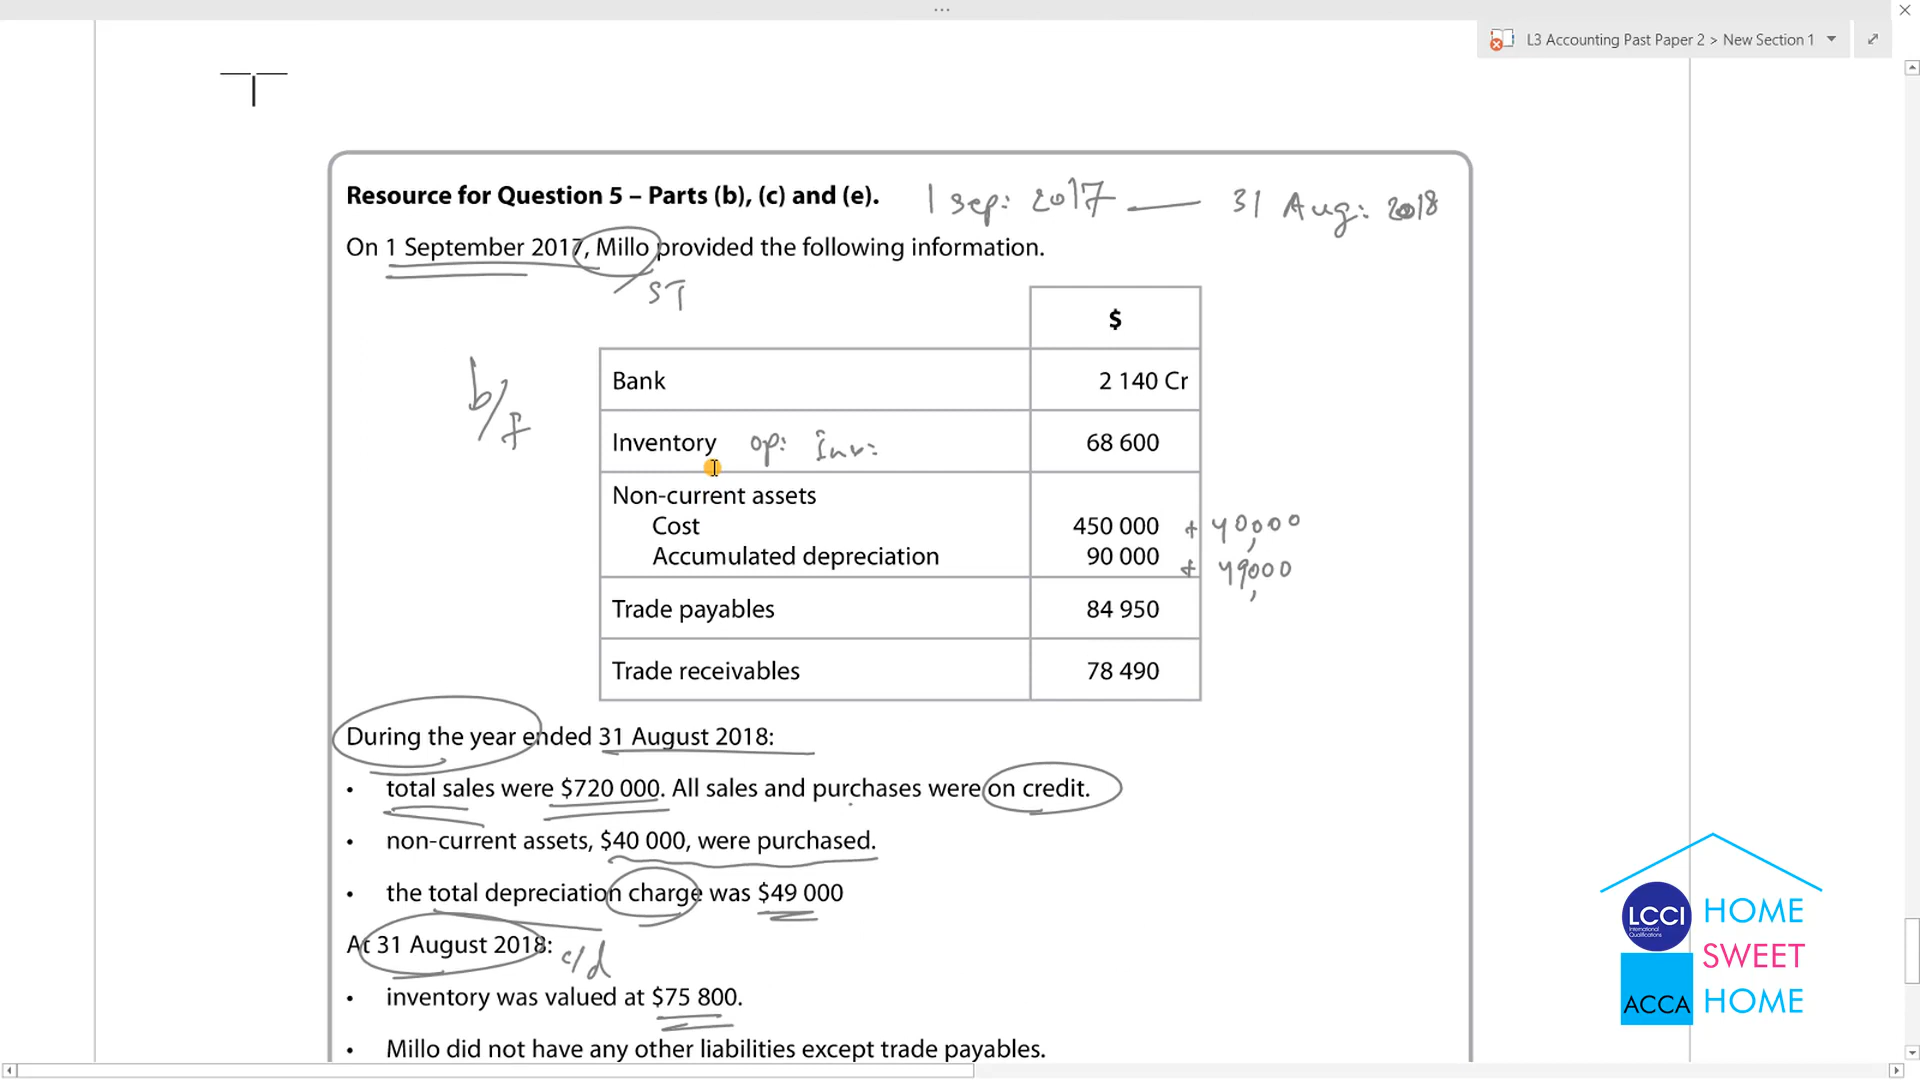 L3 Accounting Past Paper 2 > New Section 1
Resource for Question 5 – Parts (b), (c) and (e). 1 Sep: 2017 — 31 Aug: 2018
On 1 September 2017, Millo provided the following information.
ST
$
b/f
Bank 2 140 Cr
Inventory op: Inv: 68 600
Non-current assets
Cost 450 000 + 40,000
Accumulated depreciation 90 000 + 49,000
Trade payables 84 950
Trade receivables 78 490
During the year ended 31 August 2018:
• total sales were $720 000. All sales and purchases were on credit.
• non-current assets, $40 000, were purchased.
• the total depreciation charge was $49 000
At 31 August 2018: c/d
• inventory was valued at $75 800.
• Millo did not have any other liabilities except trade payables.
LCCI
International
Qualifications
ACCA
HOME
SWEET
HOME